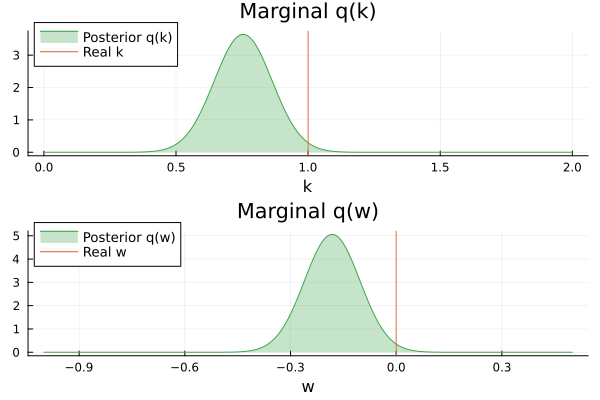 Marginal q(k)
Posterior q(k)
Real k
3
2
1
0
0.0 0.5 1.0 1.5 2.0
k
Marginal q(w)
Posterior q(w)
Real w
5
4
3
2
1
0
−0.9 −0.6 −0.3 0.0 0.3
w